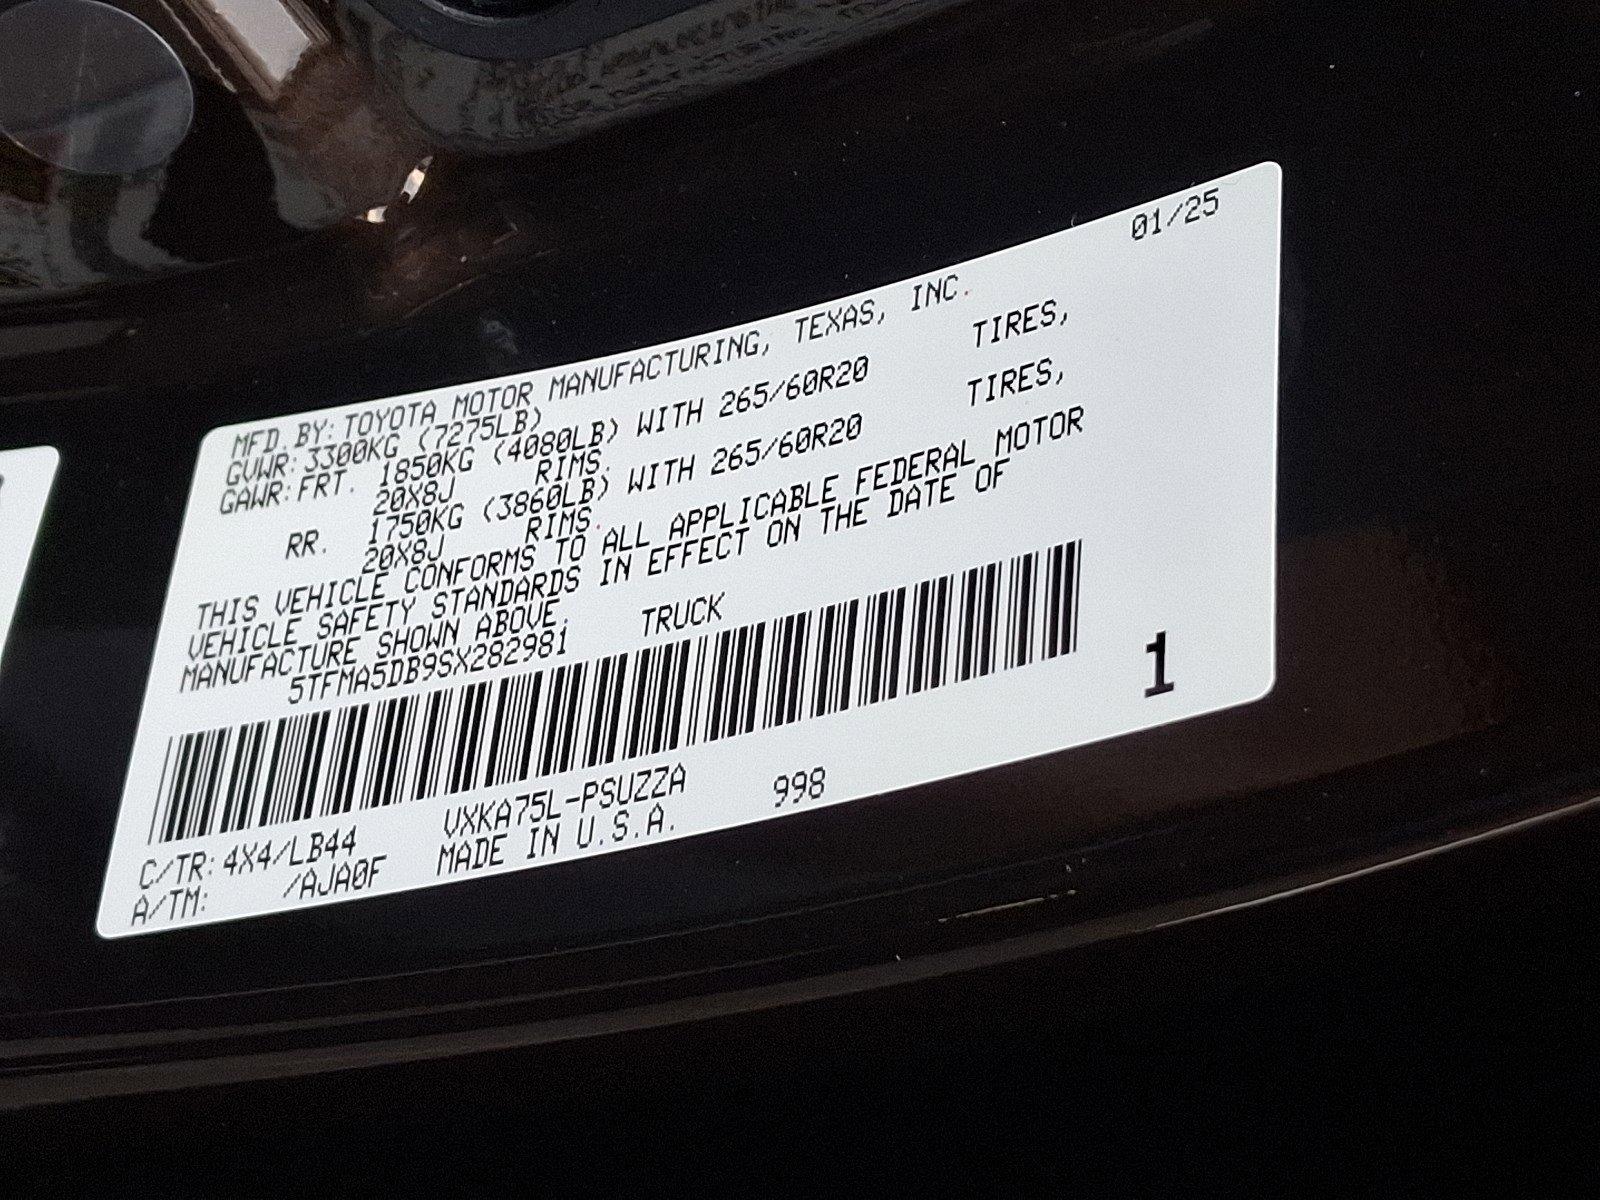 01/25
MFD. BY: TOYOTA MOTOR MANUFACTURING, TEXAS, INC.
GVWR: 3300KG (7275LB)
GAWR: FRT. 1850KG (4080LB) WITH 265/60R20 TIRES,
20X8J RIMS.
RR. 1750KG (3860LB) WITH 265/60R20 TIRES,
20X8J RIMS.
THIS VEHICLE CONFORMS TO ALL APPLICABLE FEDERAL MOTOR
VEHICLE SAFETY STANDARDS IN EFFECT ON THE DATE OF
MANUFACTURE SHOWN ABOVE.
5TFMA5DB9SX282981 TRUCK
1
C/TR: 4X4/LB44 VXKA75L-PSUZZA 998
A/TM: /AJA0F MADE IN U.S.A.